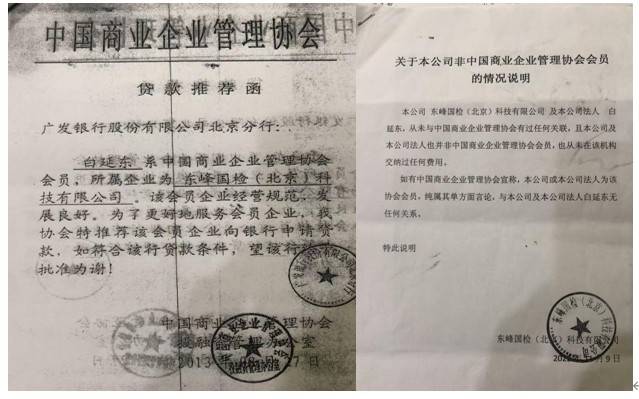 中国商业企业管理协会
贷款推荐函
广发银行股份有限公司北京分行:
白延东系中国商业企业管理协会
会员，所属企业为东峰国检(北京)科
技有限公司。该会员企业经营规范，发
展良好。为了更好地服务会员企业，我
协会特推荐该会员企业向银行申请贷
款，如符合该行贷款条件，望该行
批准为谢!
中国商业企业管理协会
办公室
2013
27日
关于本公司非中国商业企业管理协会会员
的情况说明
本公司 东峰国检(北京)科技有限公司 及本公司法人 白
延东，从未与中国商业企业管理协会有过任何关联，且本公司及
本公司法人也并非中国商业企业管理协会会员，也从未在该机构
交纳过任何费用。
如有中国商业企业管理协会宣称，本公司或本公司法人为该
协会会员，纯属其单方面言论，与本公司及本公司法人白延东无
任何关系。
特此说明
东峰国检(北京)科技有限公司
9日